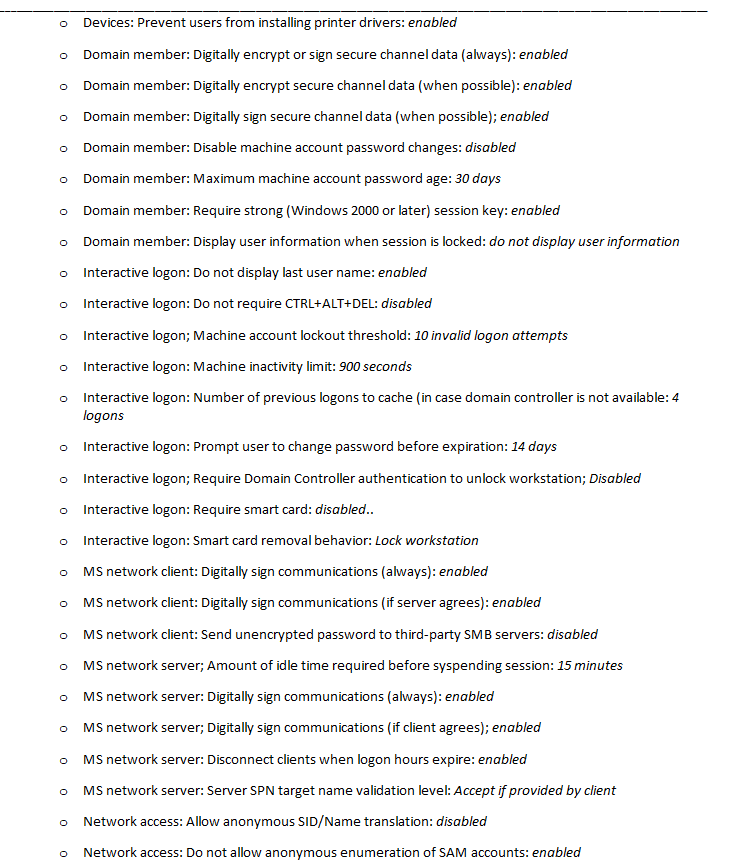 o Devices: Prevent users from installing printer drivers: enabled
o Domain member: Digitally encrypt or sign secure channel data (always): enabled
o Domain member: Digitally encrypt secure channel data (when possible): enabled
o Domain member: Digitally sign secure channel data (when possible); enabled
o Domain member: Disable machine account password changes: disabled
o Domain member: Maximum machine account password age: 30 days
o Domain member: Require strong (Windows 2000 or later) session key: enabled
o Domain member: Display user information when session is locked: do not display user information
o Interactive logon: Do not display last user name: enabled
o Interactive logon: Do not require CTRL+ALT+DEL: disabled
o Interactive logon; Machine account lockout threshold: 10 invalid logon attempts
o Interactive logon: Machine inactivity limit: 900 seconds
o Interactive logon: Number of previous logons to cache (in case domain controller is not available: 4
logons
o Interactive logon: Prompt user to change password before expiration: 14 days
o Interactive logon; Require Domain Controller authentication to unlock workstation; Disabled
o Interactive logon: Require smart card: disabled..
o Interactive logon: Smart card removal behavior: Lock workstation
o MS network client: Digitally sign communications (always): enabled
o MS network client: Digitally sign communications (if server agrees): enabled
o MS network client: Send unencrypted password to third-party SMB servers: disabled
o MS network server; Amount of idle time required before syspending session: 15 minutes
o MS network server: Digitally sign communications (always): enabled
o MS network server; Digitally sign communications (if client agrees); enabled
o MS network server: Disconnect clients when logon hours expire: enabled
o MS network server: Server SPN target name validation level: Accept if provided by client
o Network access: Allow anonymous SID/Name translation: disabled
o Network access: Do not allow anonymous enumeration of SAM accounts: enabled